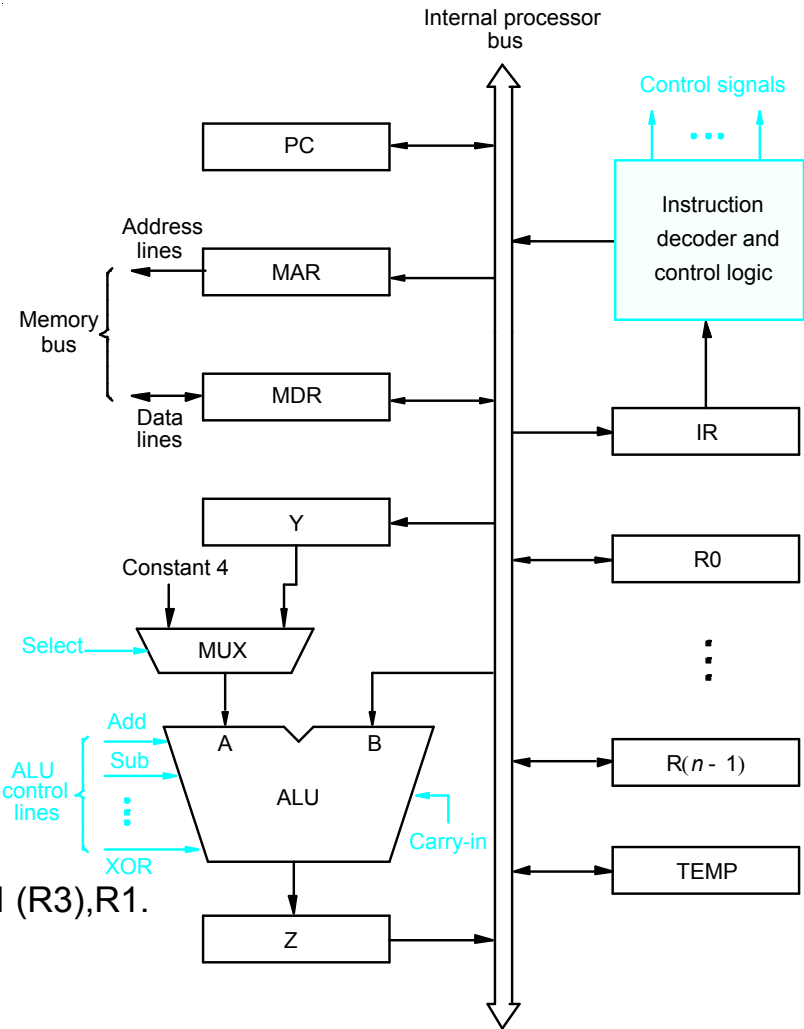 Internal processor
bus
Control signals
PC
Instruction
decoder and
control logic
Address
lines
MAR
Memory
bus
MDR
Data
lines
IR
Y
Constant 4
R0
Select
MUX
Add
A
B
R(n - 1)
Sub
ALU
control
lines
ALU
Carry-in
XOR
TEMP
(R3),R1.
Z